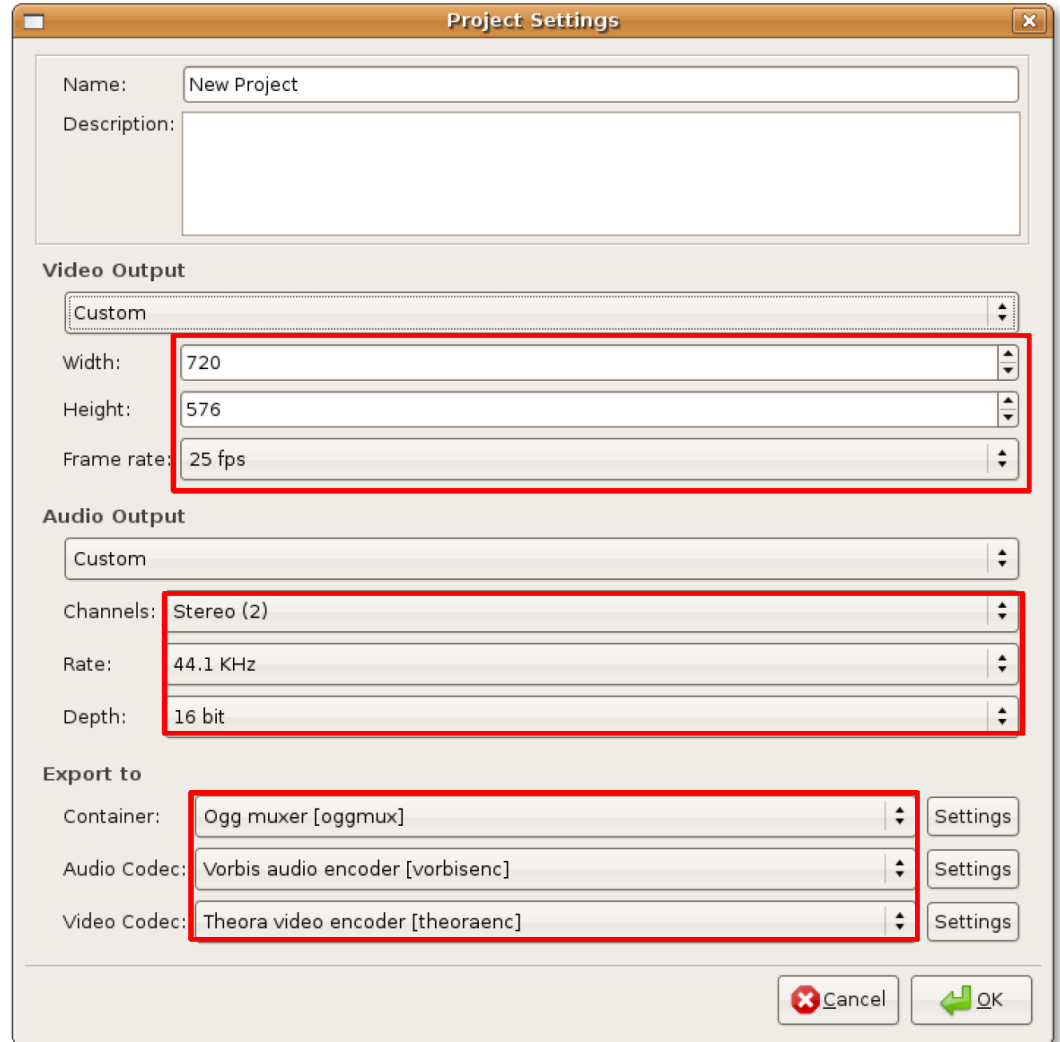 Project Settings
Name: New Project
Description:
Video Output
Custom
Width: 720
Height: 576
Frame rate: 25 fps
Audio Output
Custom
Channels: Stereo (2)
Rate: 44.1 KHz
Depth: 16 bit
Export to
Container: Ogg muxer [oggmux] Settings
Audio Codec: Vorbis audio encoder [vorbisenc] Settings
Video Codec: Theora video encoder [theoraenc] Settings
Cancel OK